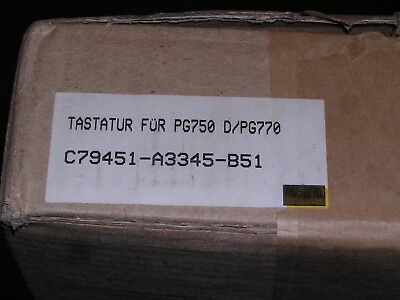 TASTATUR FÜR PG750 D/PG770
C79451-A3345-B51